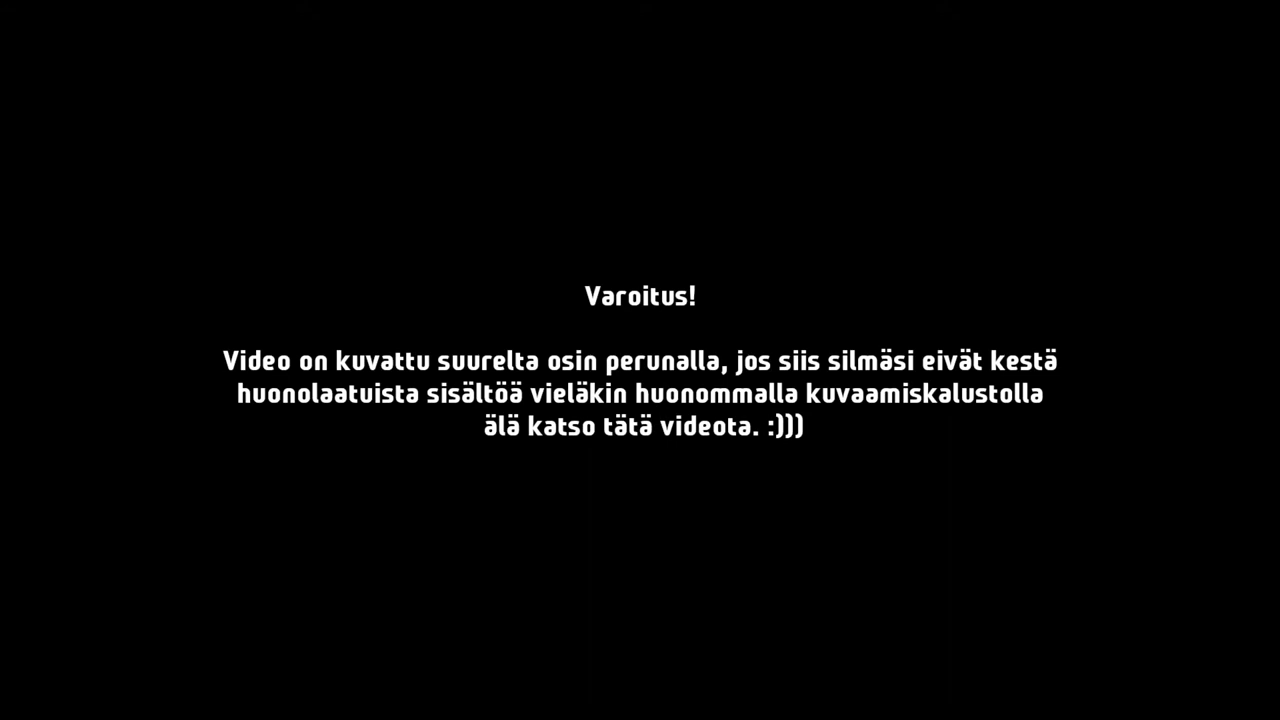 Varoitus!
Video on kuvattu suurelta osin perunalla, jos siis silmäsi eivät kestä
huonolaatuista sisältöä vieläkin huonommalla kuvaamiskalustolla
älä katso tätä videota. :)))